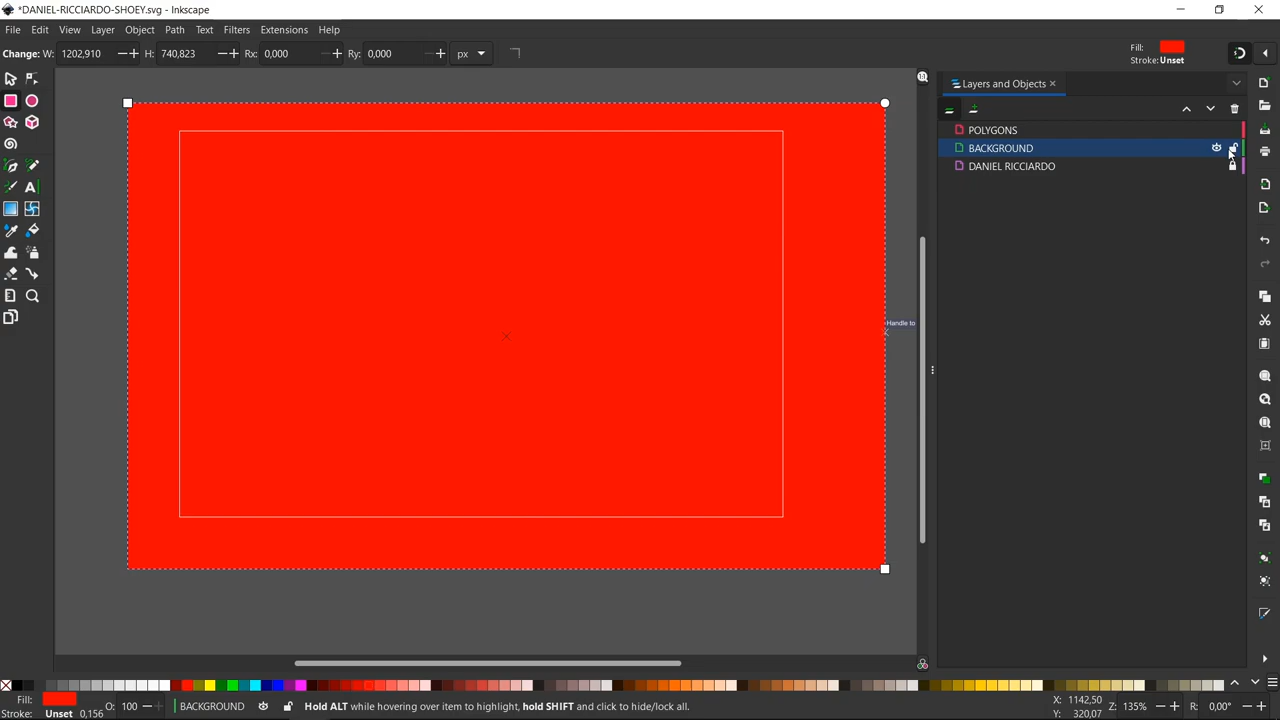 *DANIEL-RICCIARDO-SHOEY.svg - Inkscape
File Edit View Layer Object Path Text Filters Extensions Help
Change: W: 1202,910 H: 740,823 Rx: 0,000 Ry: 0,000 px
Fill:
Stroke: Unset
Layers and Objects
POLYGONS
BACKGROUND
DANIEL RICCIARDO
Handle to
Fill:
Stroke: Unset 0,156 O: 100 BACKGROUND Hold ALT while hovering over item to highlight, hold SHIFT and click to hide/lock all.
X: 1142,50
Y: 320,07
Z: 135% R: 0,00°